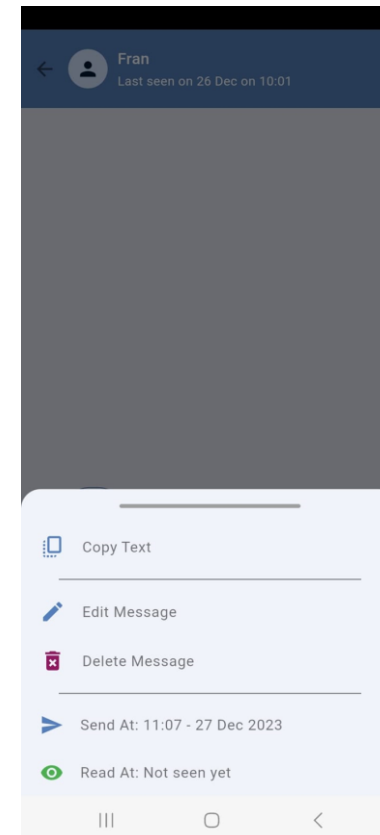 Fran
Last seen on 26 Dec on 10:01
Copy Text
Edit Message
Delete Message
Send At: 11:07 - 27 Dec 2023
Read At: Not seen yet